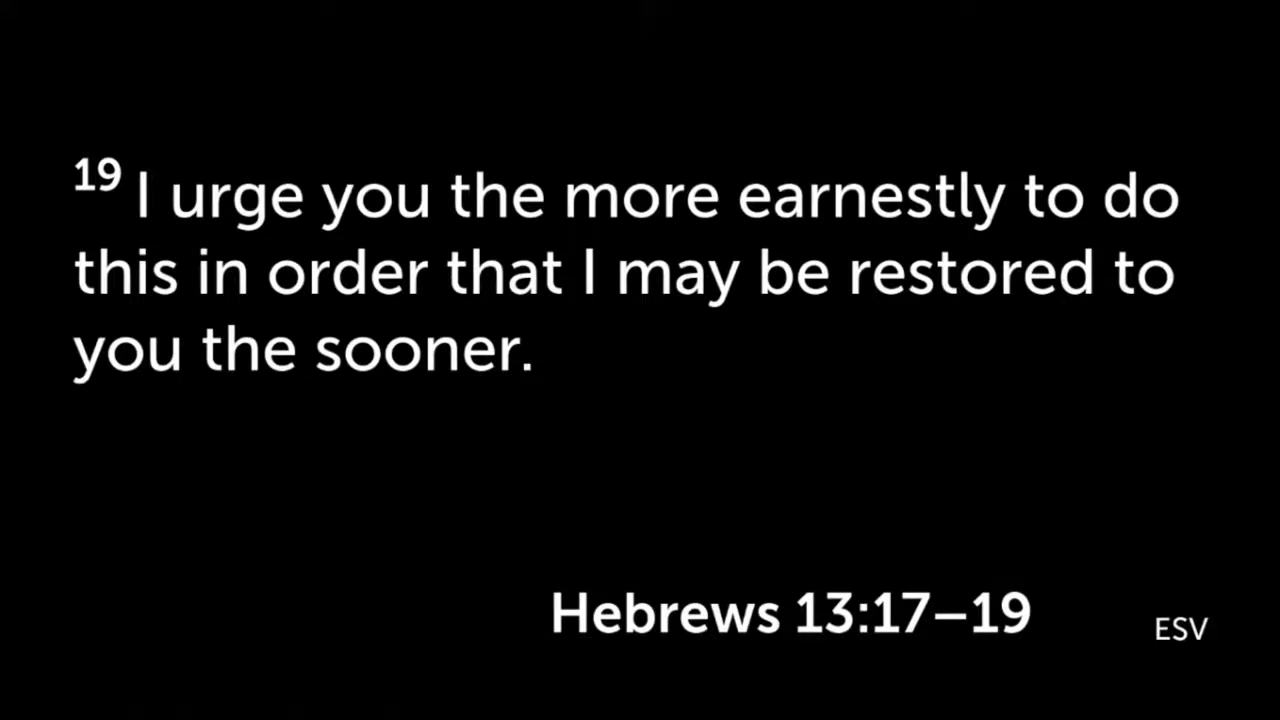 19 I urge you the more earnestly to do
this in order that I may be restored to
you the sooner.
Hebrews 13:17–19
ESV